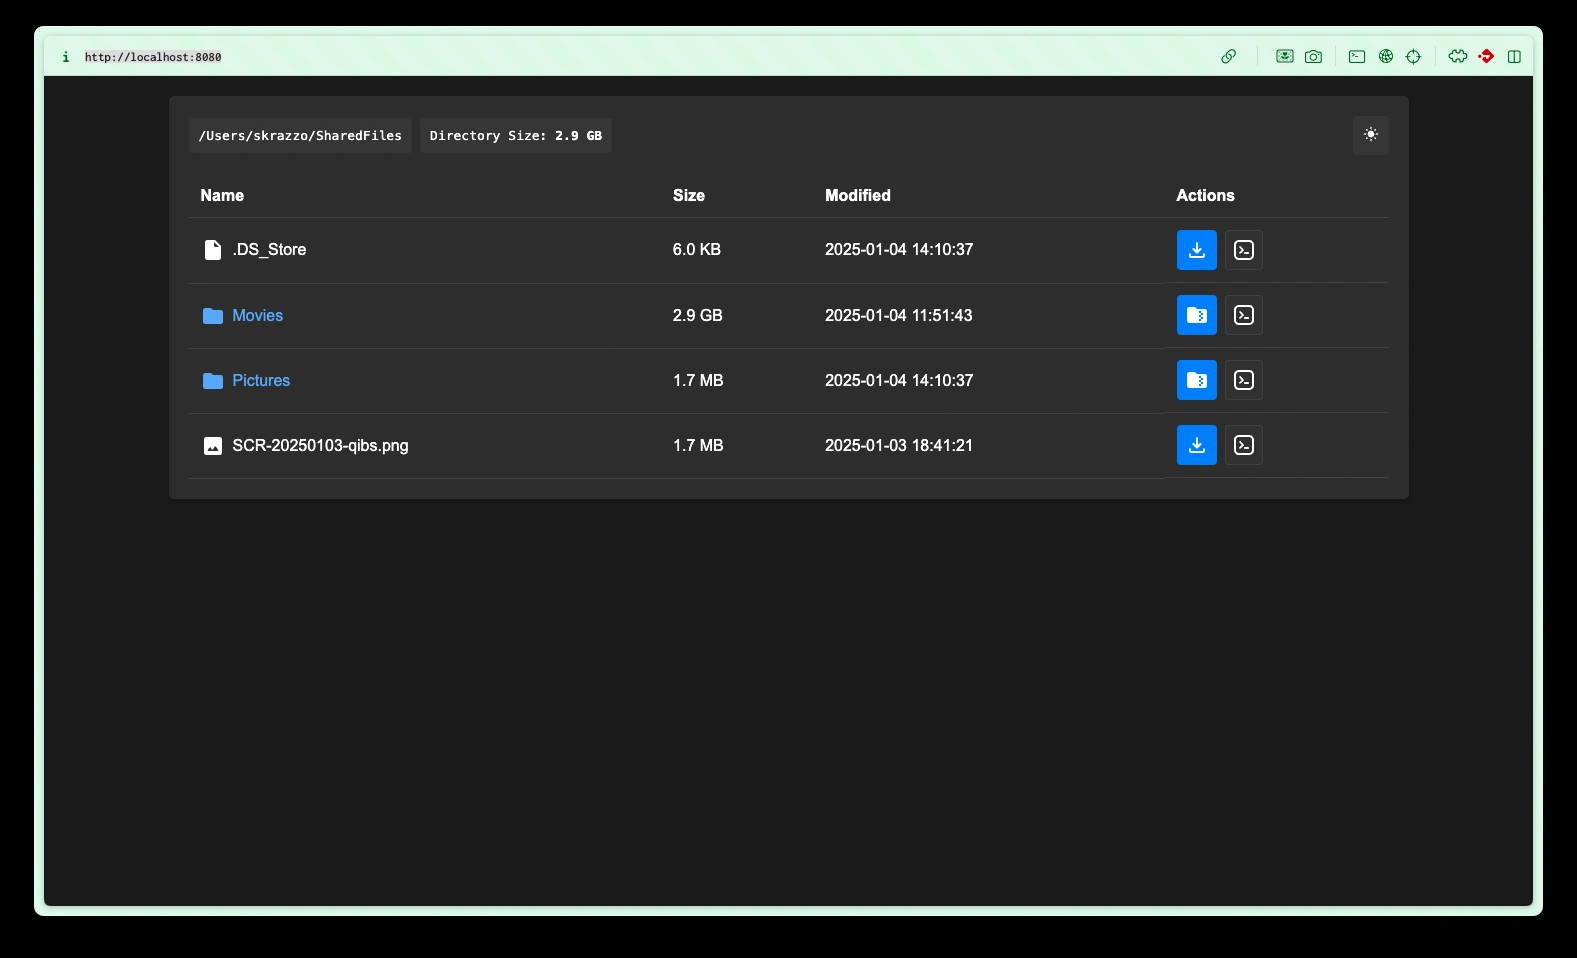 i http://localhost:8080
/Users/skrazzo/SharedFiles Directory Size: 2.9 GB
Name Size Modified Actions
.DS_Store 6.0 KB 2025-01-04 14:10:37
Movies 2.9 GB 2025-01-04 11:51:43
Pictures 1.7 MB 2025-01-04 14:10:37
SCR-20250103-qibs.png 1.7 MB 2025-01-03 18:41:21